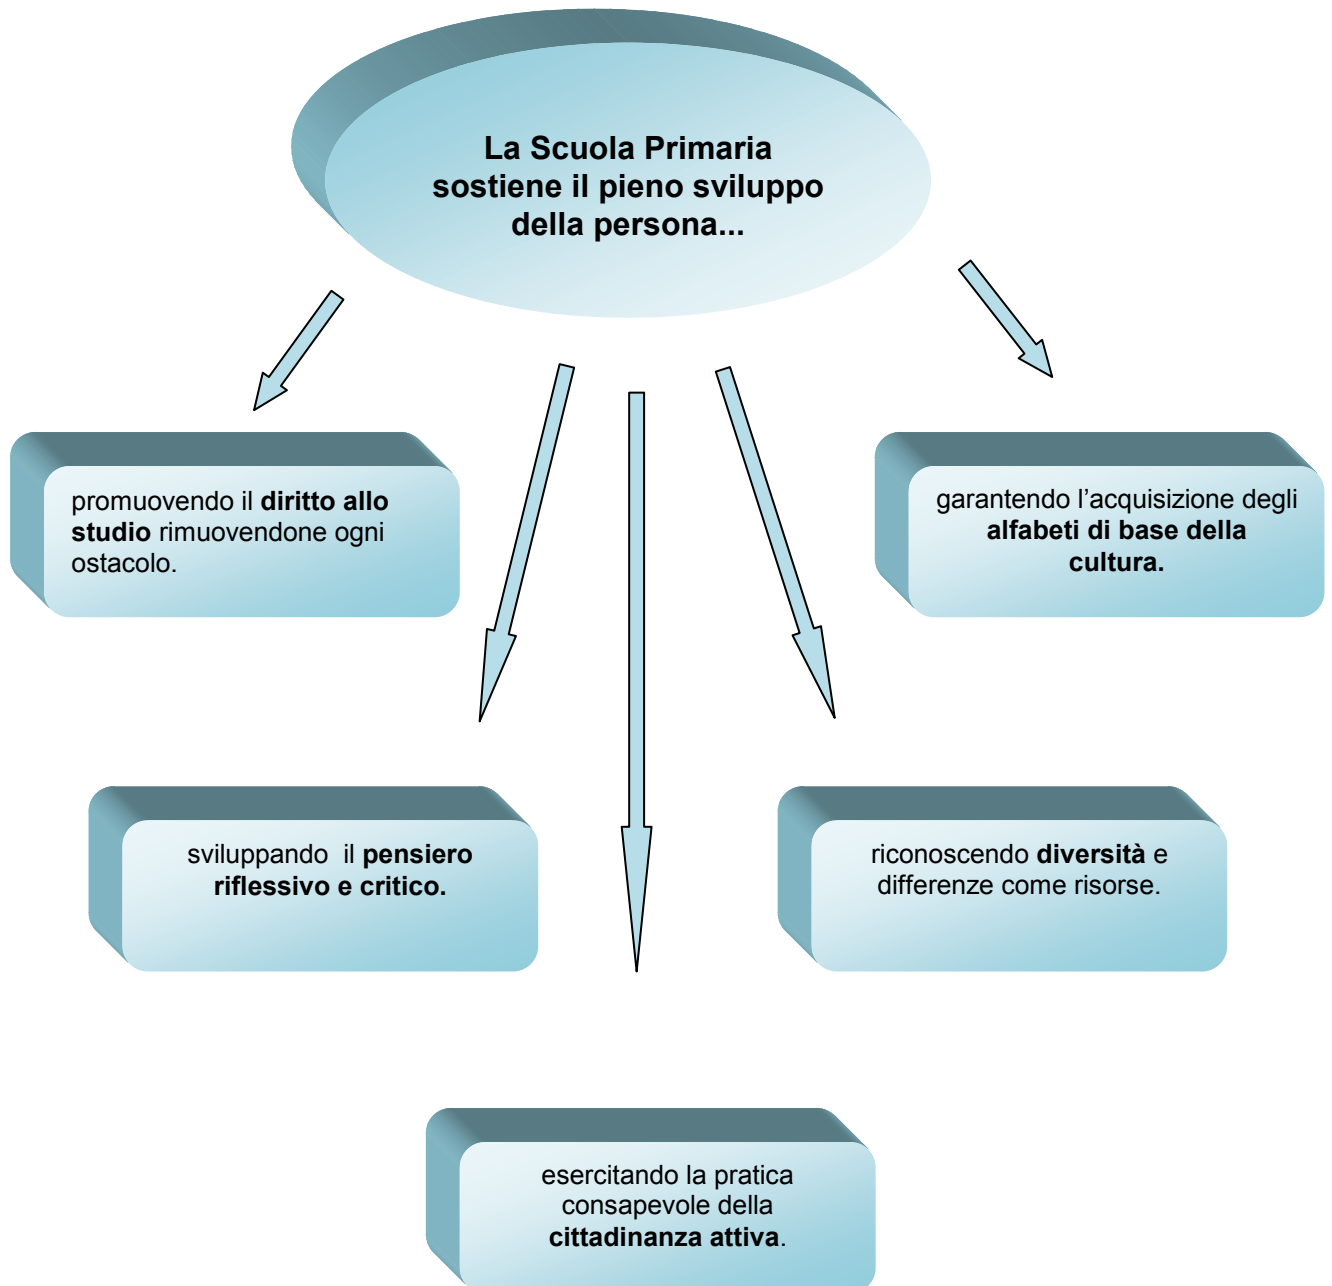 La Scuola Primaria
sostiene il pieno sviluppo
della persona...
promuovendo il diritto allo
studio rimuovendone ogni
ostacolo.
garantendo l’acquisizione degli
alfabeti di base della
cultura.
sviluppando  il pensiero
riflessivo e critico.
riconoscendo diversità e
differenze come risorse.
esercitando la pratica
consapevole della
cittadinanza attiva.